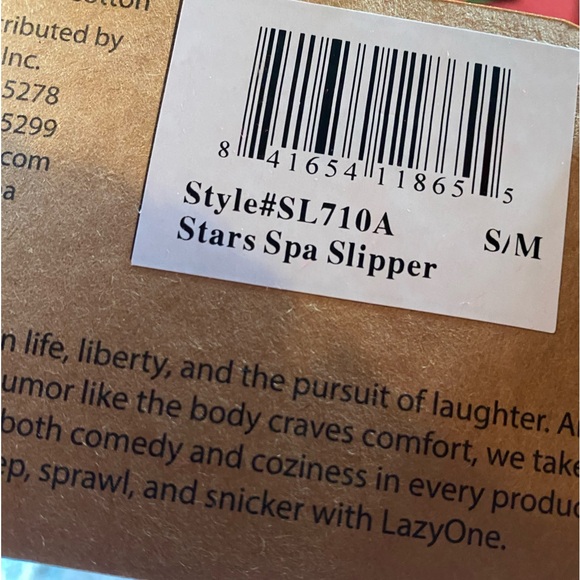 cotton
tributed by
Inc.
5278
5299
com
a
8 41654 11865 5
Style#SL710A S/M
Stars Spa Slipper
n life, liberty, and the pursuit of laughter.
umor like the body craves comfort, we take
both comedy and coziness in every produc
ep, sprawl, and snicker with LazyOne.